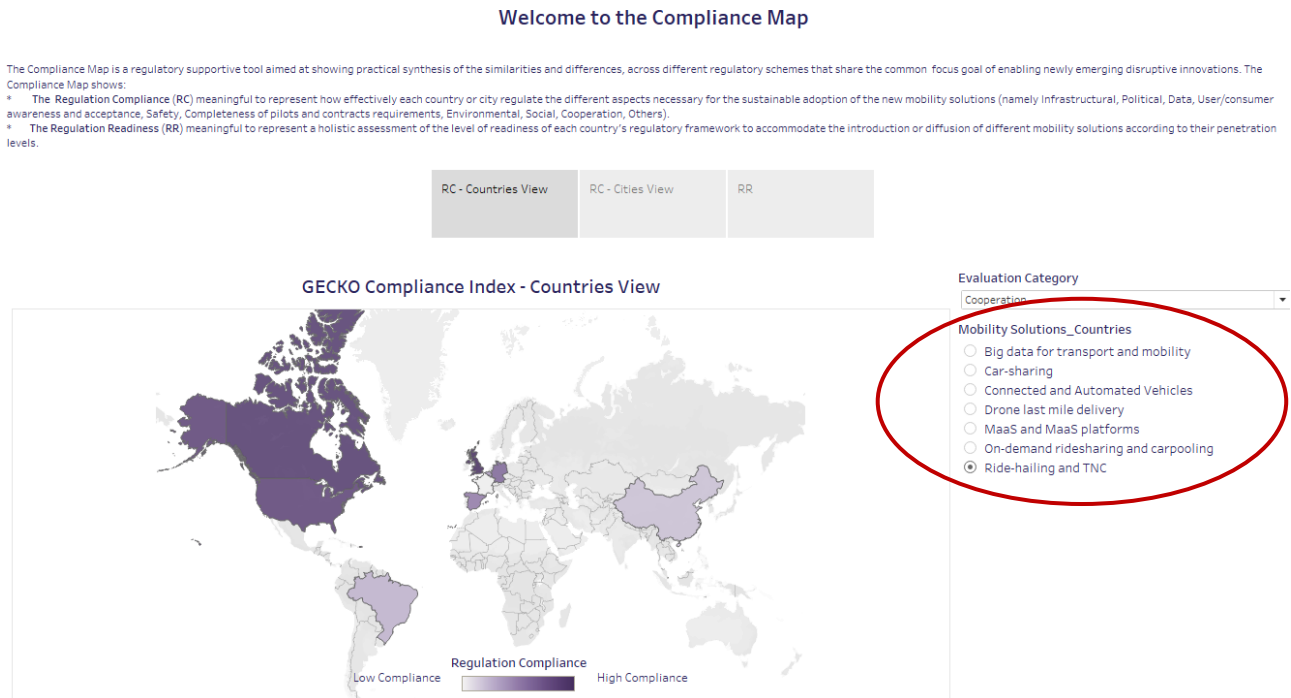 Welcome to the Compliance Map
The Compliance Map is a regulatory supportive tool aimed at showing practical synthesis of the similarities and differences, across different regulatory schemes that share the common focus goal of enabling newly emerging disruptive innovations. The
Compliance Map shows:
* The Regulation Compliance (RC) meaningful to represent how effectively each country or city regulate the different aspects necessary for the sustainable adoption of the new mobility solutions (namely Infrastructural, Political, Data, User/consumer
awareness and acceptance, Safety, Completeness of pilots and contracts requirements, Environmental, Social, Cooperation, Others).
* The Regulation Readiness (RR) meaningful to represent a holistic assessment of the level of readiness of each country's regulatory framework to accommodate the introduction or diffusion of different mobility solutions according to their penetration
levels.
RC - Countries View
RC - Cities View
RR
GECKO Compliance Index - Countries View
Evaluation Category
Cooperation
Mobility Solutions_Countries
Big data for transport and mobility
Car-sharing
Connected and Automated Vehicles
Drone last mile delivery
MaaS and MaaS platforms
On-demand ridesharing and carpooling
Ride-hailing and TNC
Regulation Compliance
Low Compliance
High Compliance